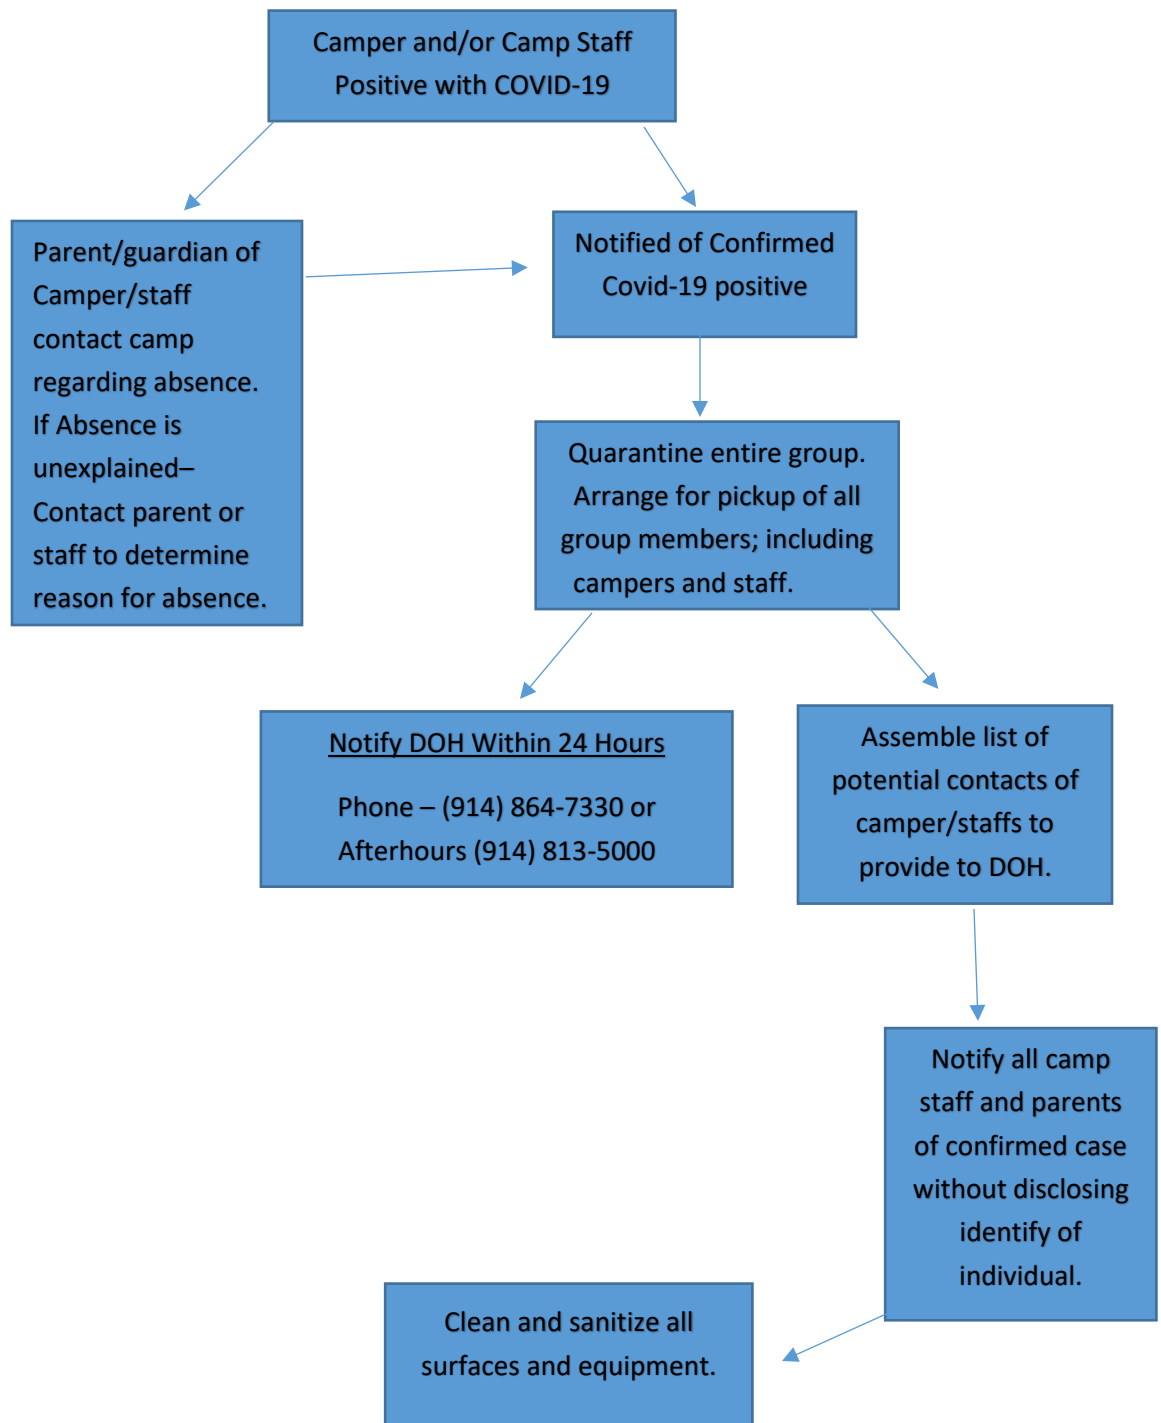 Camper and/or Camp Staff
Positive with COVID-19
Parent/guardian of
Camper/staff
contact camp
regarding absence.
If Absence is
unexplained–
Contact parent or
staff to determine
reason for absence.
Notified of Confirmed
Covid-19 positive
Quarantine entire group.
Arrange for pickup of all
group members; including
campers and staff.
Notify DOH Within 24 Hours
Phone – (914) 864-7330 or
Afterhours (914) 813-5000
Assemble list of
potential contacts of
camper/staffs to
provide to DOH.
Notify all camp
staff and parents
of confirmed case
without disclosing
identify of
individual.
Clean and sanitize all
surfaces and equipment.